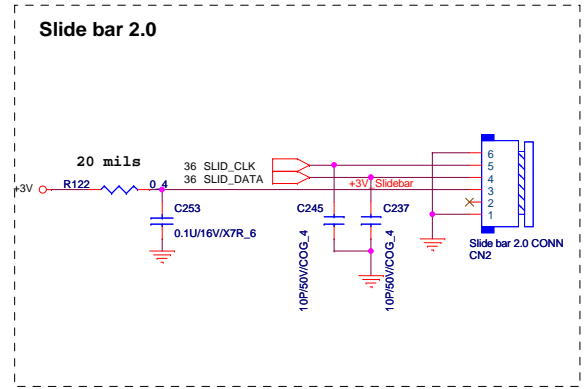 Slide bar 2.0
20 mils
36 SLID_CLK
36 SLID_DATA
+3V
R122
0_4
+3V_Slidebar
C253
0.1U/16V/X7R_6
C245
10P/50V/COG_4
C237
10P/50V/COG_4
6
5
4
3
2
1
Slide bar 2.0 CONN
CN2